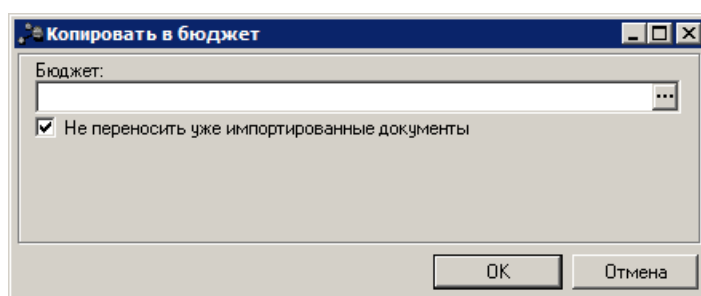 Копировать в бюджет
Бюджет:
...
Не переносить уже импортированные документы
OK
Отмена